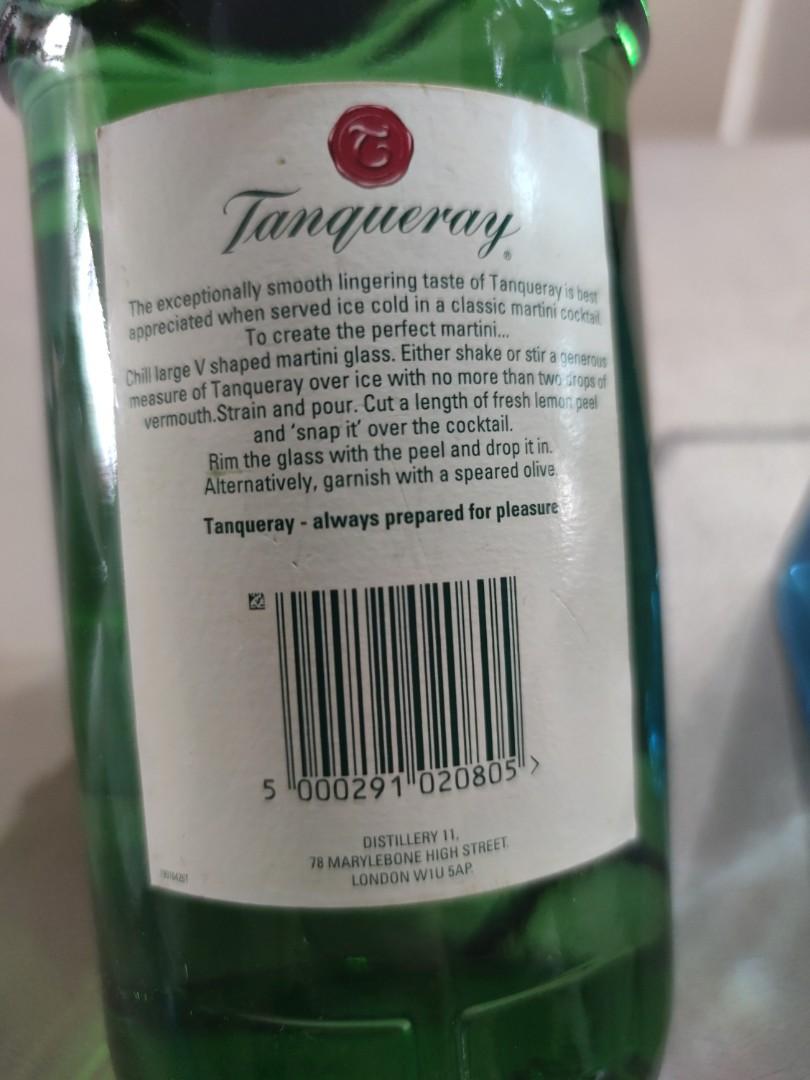 Tanqueray®
The exceptionally smooth lingering taste of Tanqueray is best
appreciated when served ice cold in a classic martini cocktail.
To create the perfect martini...
Chill large V shaped martini glass. Either shake or stir a generous
measure of Tanqueray over ice with no more than two drops of
vermouth.Strain and pour. Cut a length of fresh lemon peel
and ‘snap it’ over the cocktail.
Rim the glass with the peel and drop it in.
Alternatively, garnish with a speared olive.
Tanqueray - always prepared for pleasure
5 000291 020805 >
DISTILLERY 11,
78 MARYLEBONE HIGH STREET,
LONDON W1U 5AP.